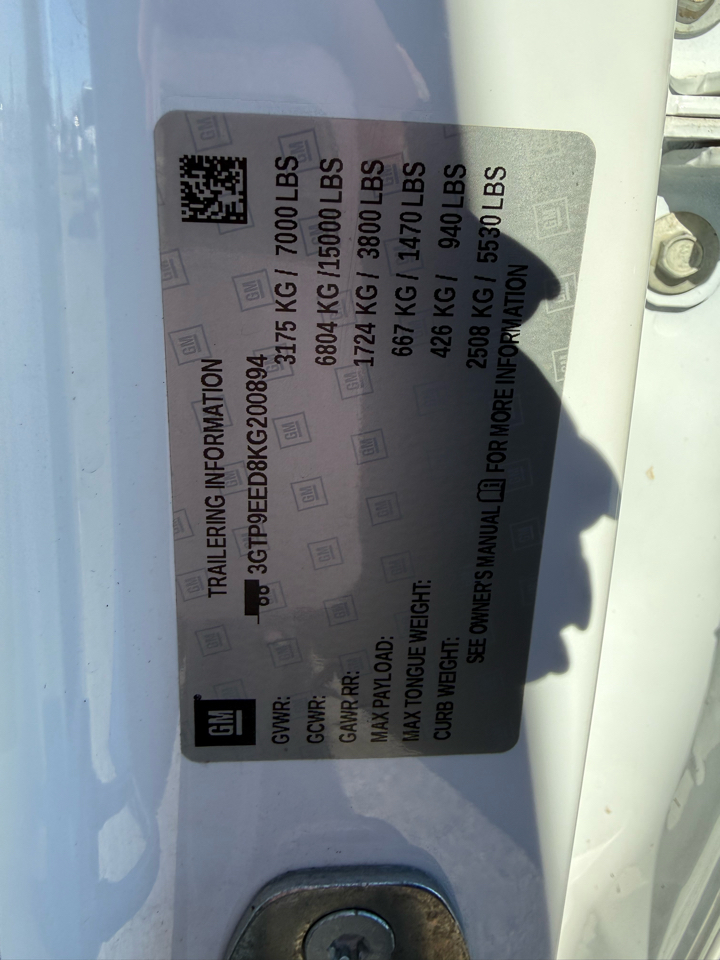 GM
TRAILERING INFORMATION
3GTP9EED8KG200894
GVWR: 3175 KG / 7000 LBS
GCWR: 6804 KG /15000 LBS
GAWR RR: 1724 KG / 3800 LBS
MAX PAYLOAD: 667 KG / 1470 LBS
MAX TONGUE WEIGHT: 426 KG / 940 LBS
CURB WEIGHT: 2508 KG / 5530 LBS
SEE OWNER'S MANUAL FOR MORE INFORMATION